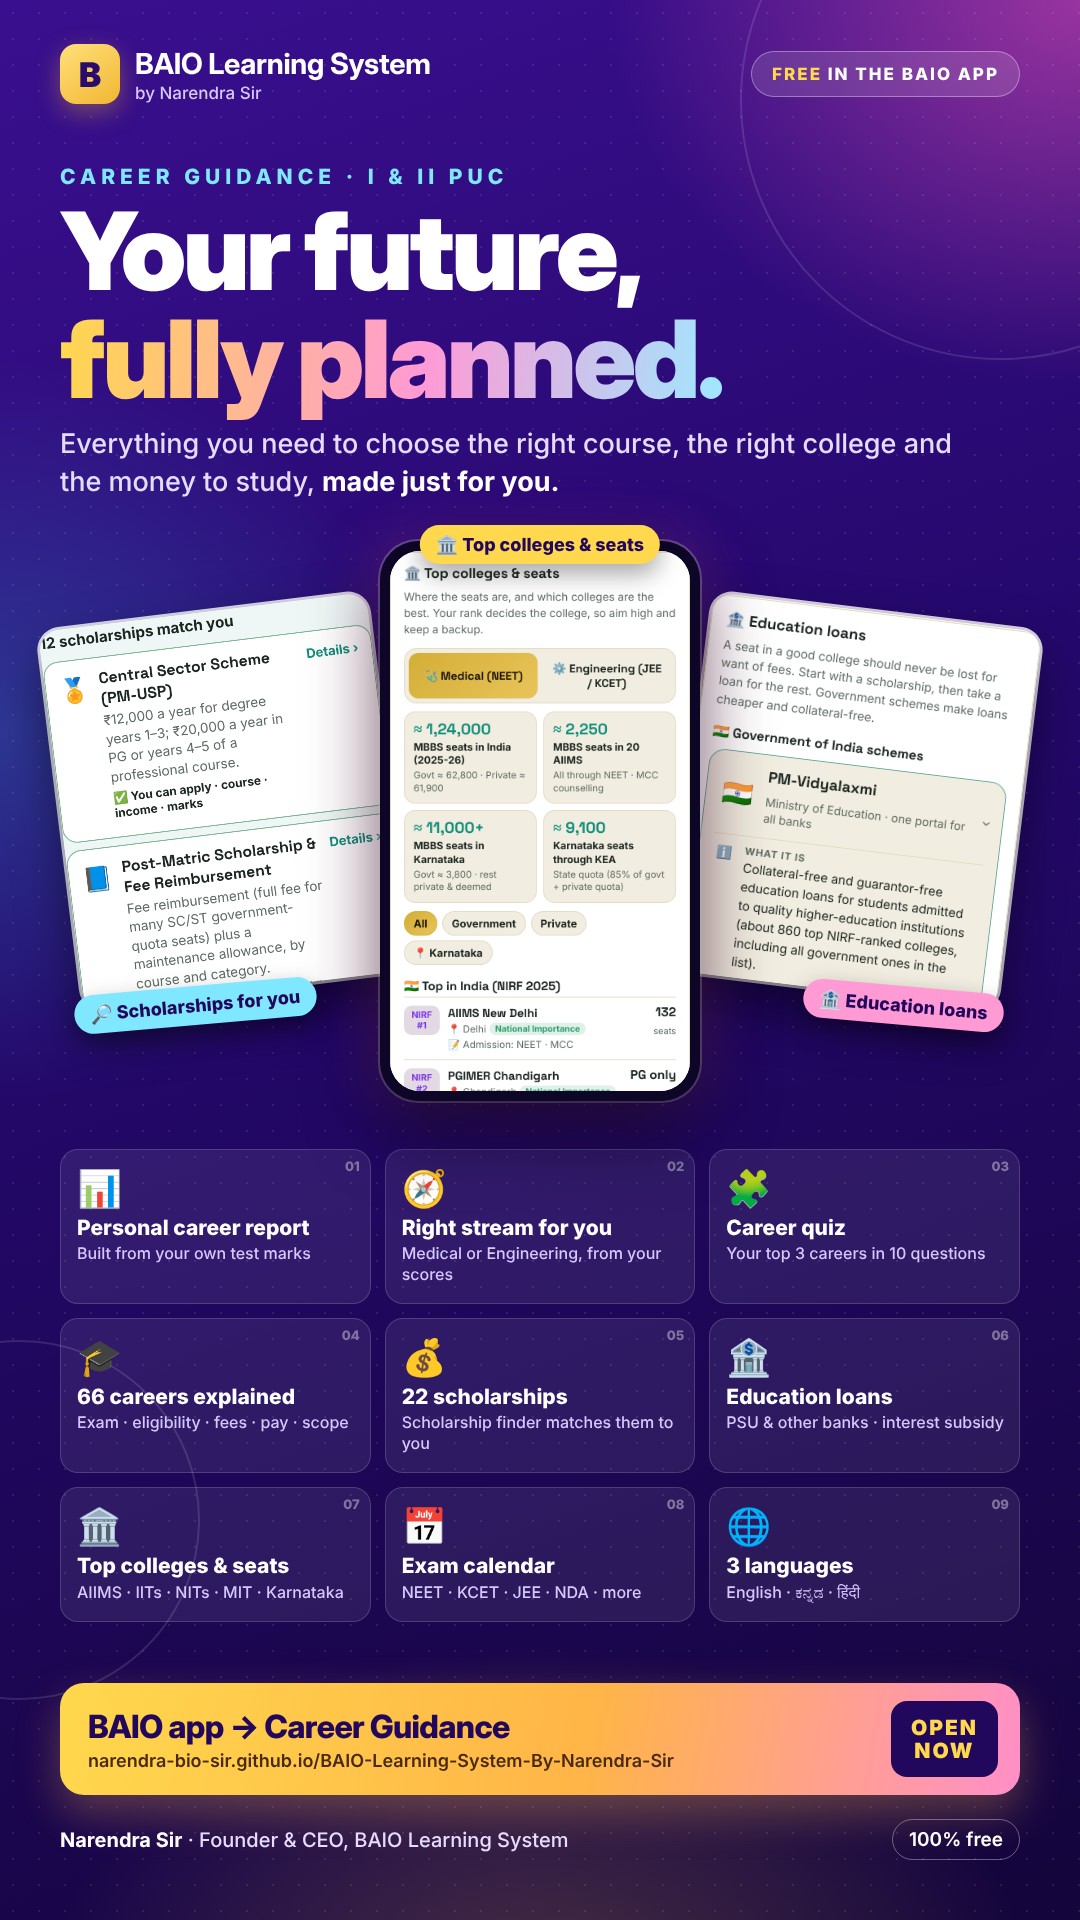 B
BAIO Learning System
by Narendra Sir
FREE IN THE BAIO APP
CAREER GUIDANCE · I & II PUC
Your future,
fully planned.
Everything you need to choose the right course, the right college and
the money to study, made just for you.
12 scholarships match you
Central Sector Scheme
(PM-USP)
Details ›
₹12,000 a year for degree
years 1–3; ₹20,000 a year in
PG or years 4–5 of a
professional course.
✅ You can apply · course ·
income · marks
Post-Matric Scholarship &
Fee Reimbursement
Details ›
Fee reimbursement (full fee for
many SC/ST government-
quota seats) plus a
maintenance allowance, by
course and category.
🔎 Scholarships for you
🏛️ Top colleges & seats
🏛️ Top colleges & seats
Where the seats are, and which colleges are the
best. Your rank decides the college, so aim high and
keep a backup.
🩺 Medical (NEET)
⚙️ Engineering (JEE
/ KCET)
≈ 1,24,000
MBBS seats in India
(2025-26)
Govt ≈ 62,800 · Private ≈
61,900
≈ 2,250
MBBS seats in 20
AIIMS
All through NEET · MCC
counselling
≈ 11,000+
MBBS seats in
Karnataka
Govt ≈ 3,800 · rest
private & deemed
≈ 9,100
Karnataka seats
through KEA
State quota (85% of govt
+ private quota)
All
Government
Private
📍 Karnataka
🇮🇳 Top in India (NIRF 2025)
NIRF
#1
AIIMS New Delhi
132
seats
📍 Delhi National Importance
📝 Admission: NEET · MCC
NIRF
#2
PGIMER Chandigarh
PG only
📍 Chandigarh National Importance
🏦 Education loans
A seat in a good college should never be lost for
want of fees. Start with a scholarship, then take a
loan for the rest. Government schemes make loans
cheaper and collateral-free.
🇮🇳 Government of India schemes
PM-Vidyalaxmi
Ministry of Education · one portal for
all banks
WHAT IT IS
Collateral-free and guarantor-free
education loans for students admitted
to quality higher-education institutions
(about 860 top NIRF-ranked colleges,
including all government ones in the
list).
🏦 Education loans
01
Personal career report
Built from your own test marks
02
Right stream for you
Medical or Engineering, from your
scores
03
Career quiz
Your top 3 careers in 10 questions
04
66 careers explained
Exam · eligibility · fees · pay · scope
05
22 scholarships
Scholarship finder matches them to
you
06
Education loans
PSU & other banks · interest subsidy
07
Top colleges & seats
AIIMS · IITs · NITs · MIT · Karnataka
08
July
17
Exam calendar
NEET · KCET · JEE · NDA · more
09
3 languages
English · ಕನ್ನಡ · हिंदी
BAIO app → Career Guidance
narendra-bio-sir.github.io/BAIO-Learning-System-By-Narendra-Sir
OPEN
NOW
Narendra Sir · Founder & CEO, BAIO Learning System
100% free